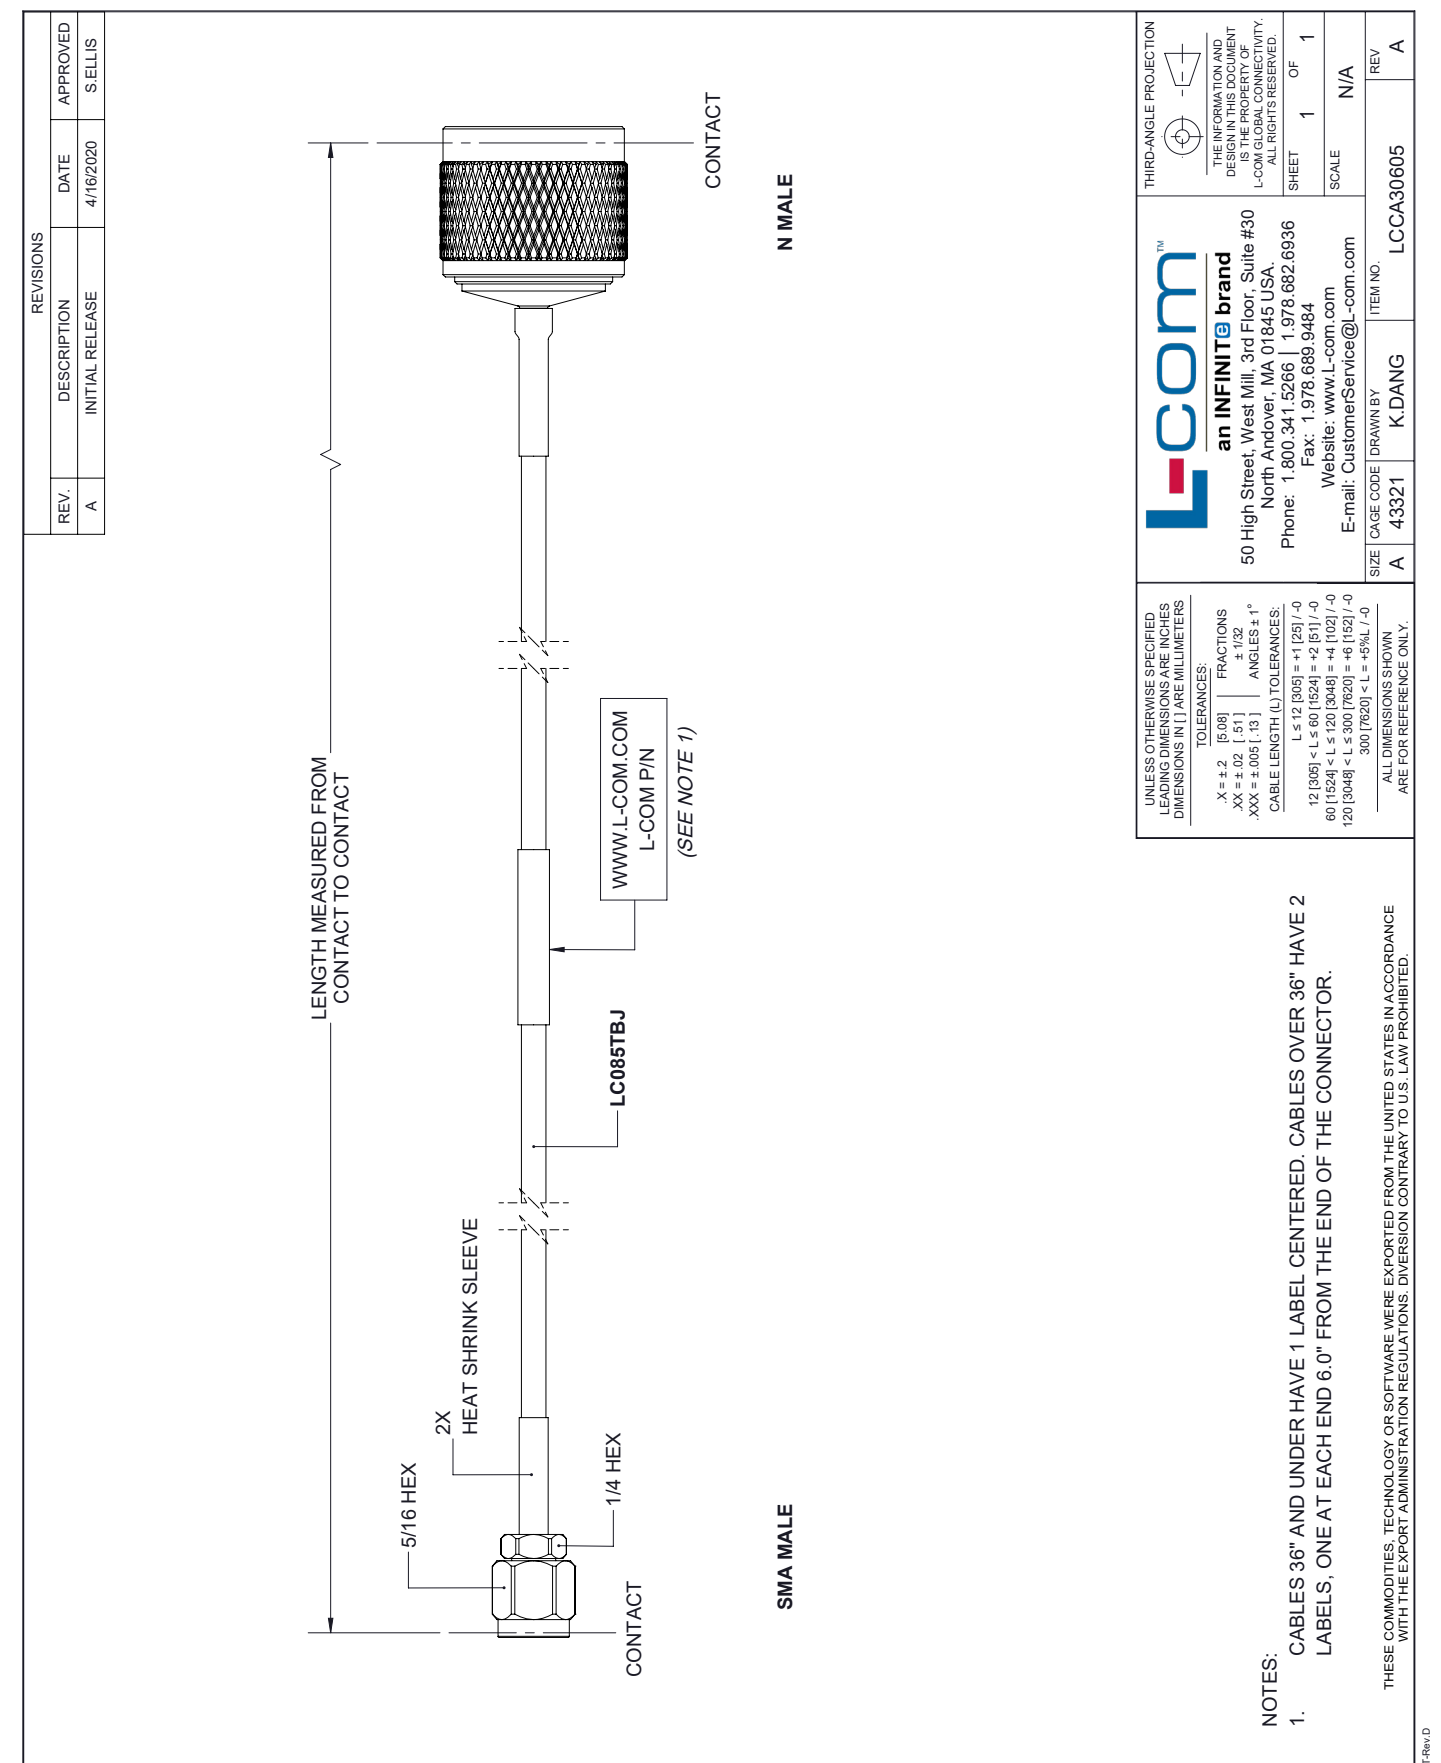 REVISIONS
REV. DESCRIPTION DATE APPROVED
A INITIAL RELEASE 4/16/2020 S.ELLIS
LENGTH MEASURED FROM
CONTACT TO CONTACT
5/16 HEX
2X
HEAT SHRINK SLEEVE
1/4 HEX
CONTACT
LC085TBJ
WWW.L-COM.COM
L-COM P/N
(SEE NOTE 1)
CONTACT
SMA MALE
N MALE
NOTES:
1. CABLES 36" AND UNDER HAVE 1 LABEL CENTERED. CABLES OVER 36" HAVE 2
LABELS, ONE AT EACH END 6.0" FROM THE END OF THE CONNECTOR.
THESE COMMODITIES, TECHNOLOGY OR SOFTWARE WERE EXPORTED FROM THE UNITED STATES IN ACCORDANCE
WITH THE EXPORT ADMINISTRATION REGULATIONS. DIVERSION CONTRARY TO U.S. LAW PROHIBITED.
UNLESS OTHERWISE SPECIFIED
LEADING DIMENSIONS ARE INCHES
DIMENSIONS IN [ ] ARE MILLIMETERS
TOLERANCES:
.X = ±.2 [5.08] FRACTIONS
.XX = ±.02 [.51 ] ± 1/32
.XXX = ±.005 [.13 ] ANGLES ± 1°
CABLE LENGTH (L) TOLERANCES:
L ≤ 12 [305] = +1 [25] / -0
12 [305] < L ≤ 60 [1524] = +2 [51] / -0
60 [1524] < L ≤ 120 [3048] = +4 [102] / -0
120 [3048] < L ≤ 300 [7620] = +6 [152] / -0
300 [7620] < L = +5%L / -0
ALL DIMENSIONS SHOWN
ARE FOR REFERENCE ONLY.
L-com™
an INFINITe brand
50 High Street, West Mill, 3rd Floor, Suite #30
North Andover, MA 01845 USA.
Phone: 1.800.341.5266 | 1.978.682.6936
Fax: 1.978.689.9484
Website: www.L-com.com
E-mail: CustomerService@L-com.com
THIRD-ANGLE PROJECTION
THE INFORMATION AND
DESIGN IN THIS DOCUMENT
IS THE PROPERTY OF
L-COM GLOBAL CONNECTIVITY.
ALL RIGHTS RESERVED.
SHEET 1 OF 1
SCALE N/A
SIZE A
CAGE CODE 43321
DRAWN BY K.DANG
ITEM NO. LCCA30605
REV A
T-Rev.D